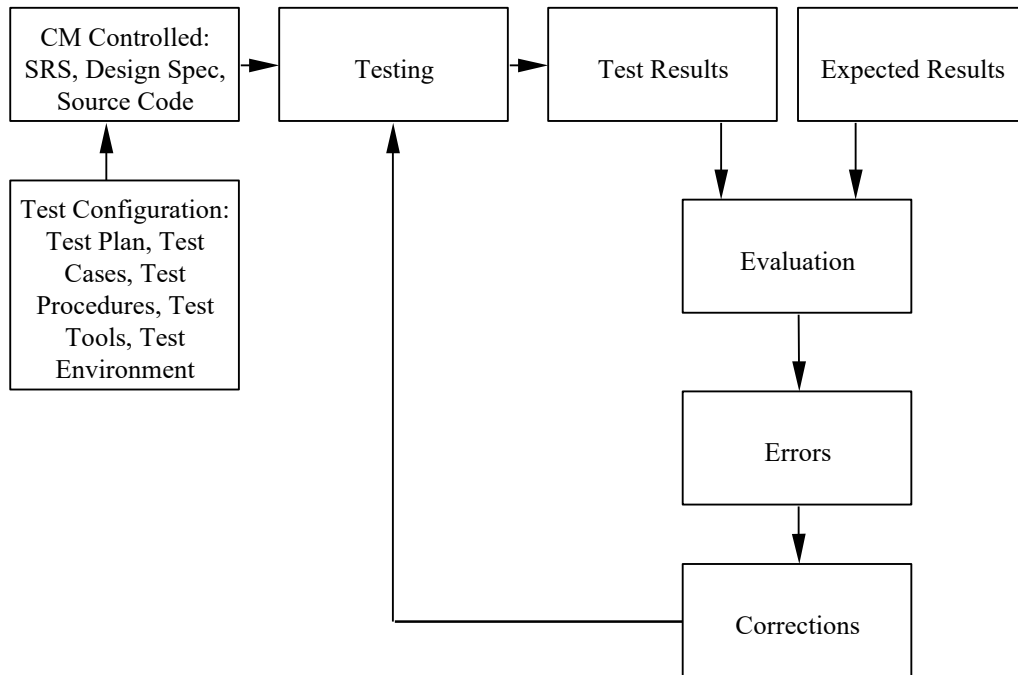 CM Controlled:
SRS, Design Spec,
Source Code
Testing
Test Results
Expected Results
Test Configuration:
Test Plan, Test
Cases, Test
Procedures, Test
Tools, Test
Environment
Evaluation
Errors
Corrections